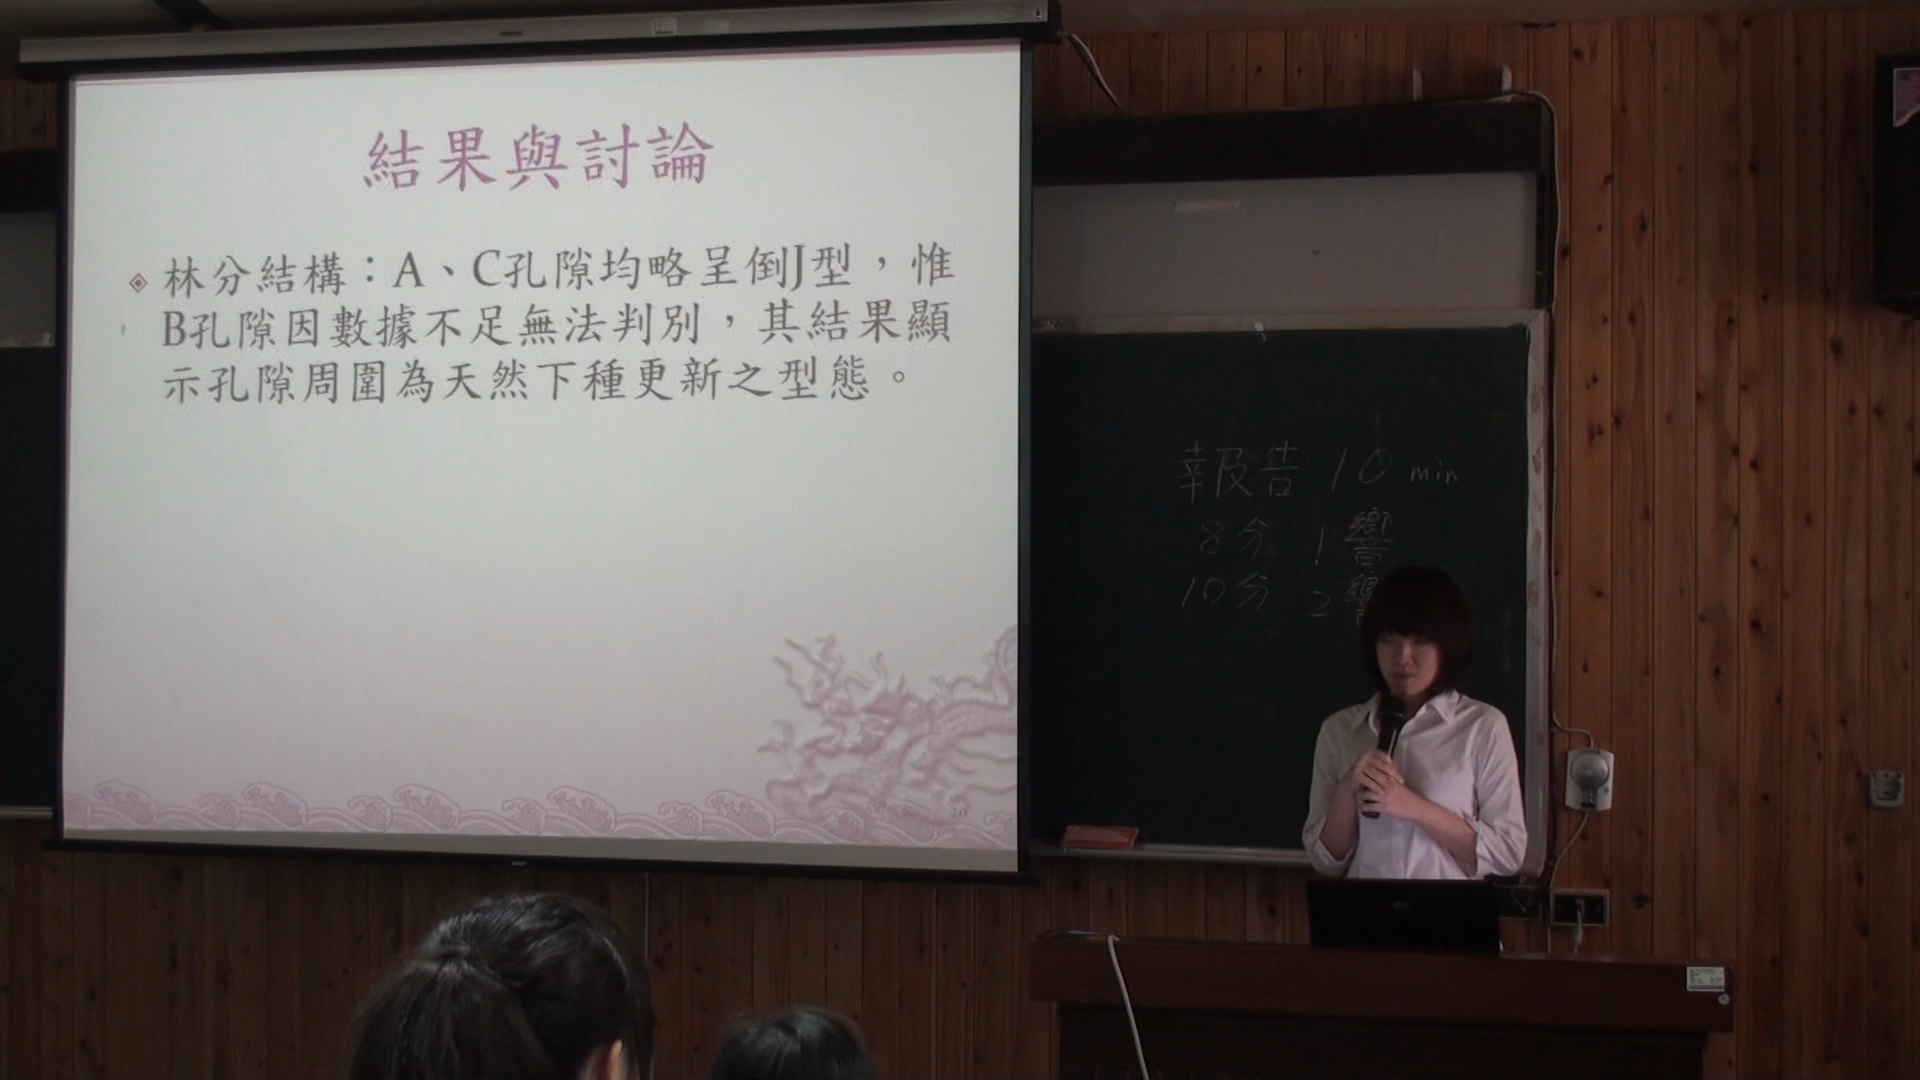 結果與討論
林分結構：A、C孔隙均略呈倒J型，惟
B孔隙因數據不足無法判別，其結果顯
示孔隙周圍為天然下種更新之型態。
報告 10 min
8分 1響
10分 2響